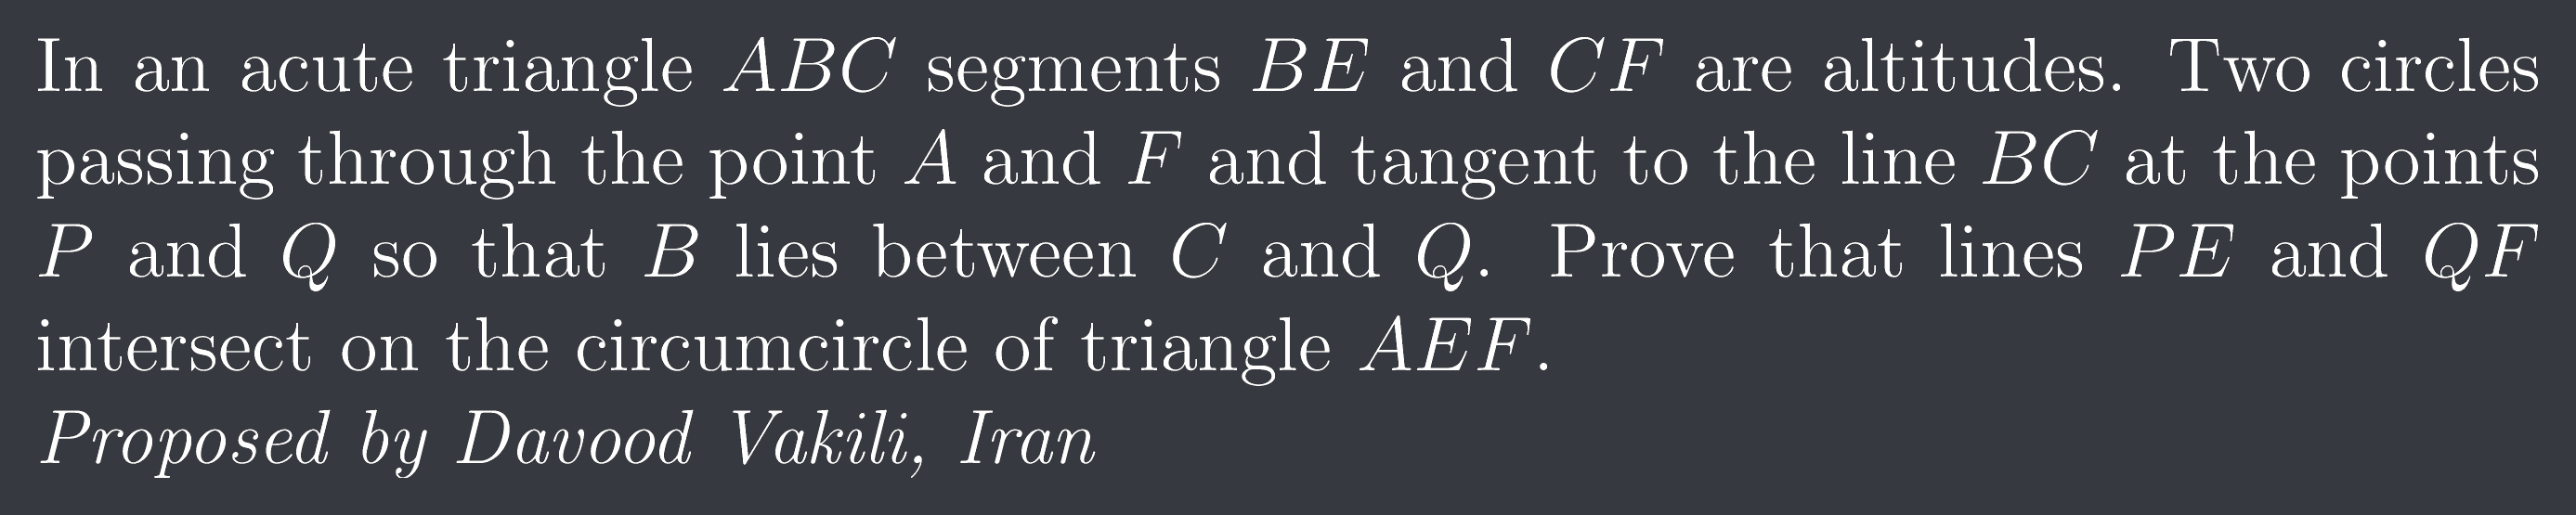 In an acute triangle ABC segments BE and CF are altitudes. Two circles
passing through the point A and F and tangent to the line BC at the points
P and Q so that B lies between C and Q. Prove that lines PE and QF
intersect on the circumcircle of triangle AEF.
Proposed by Davood Vakili, Iran